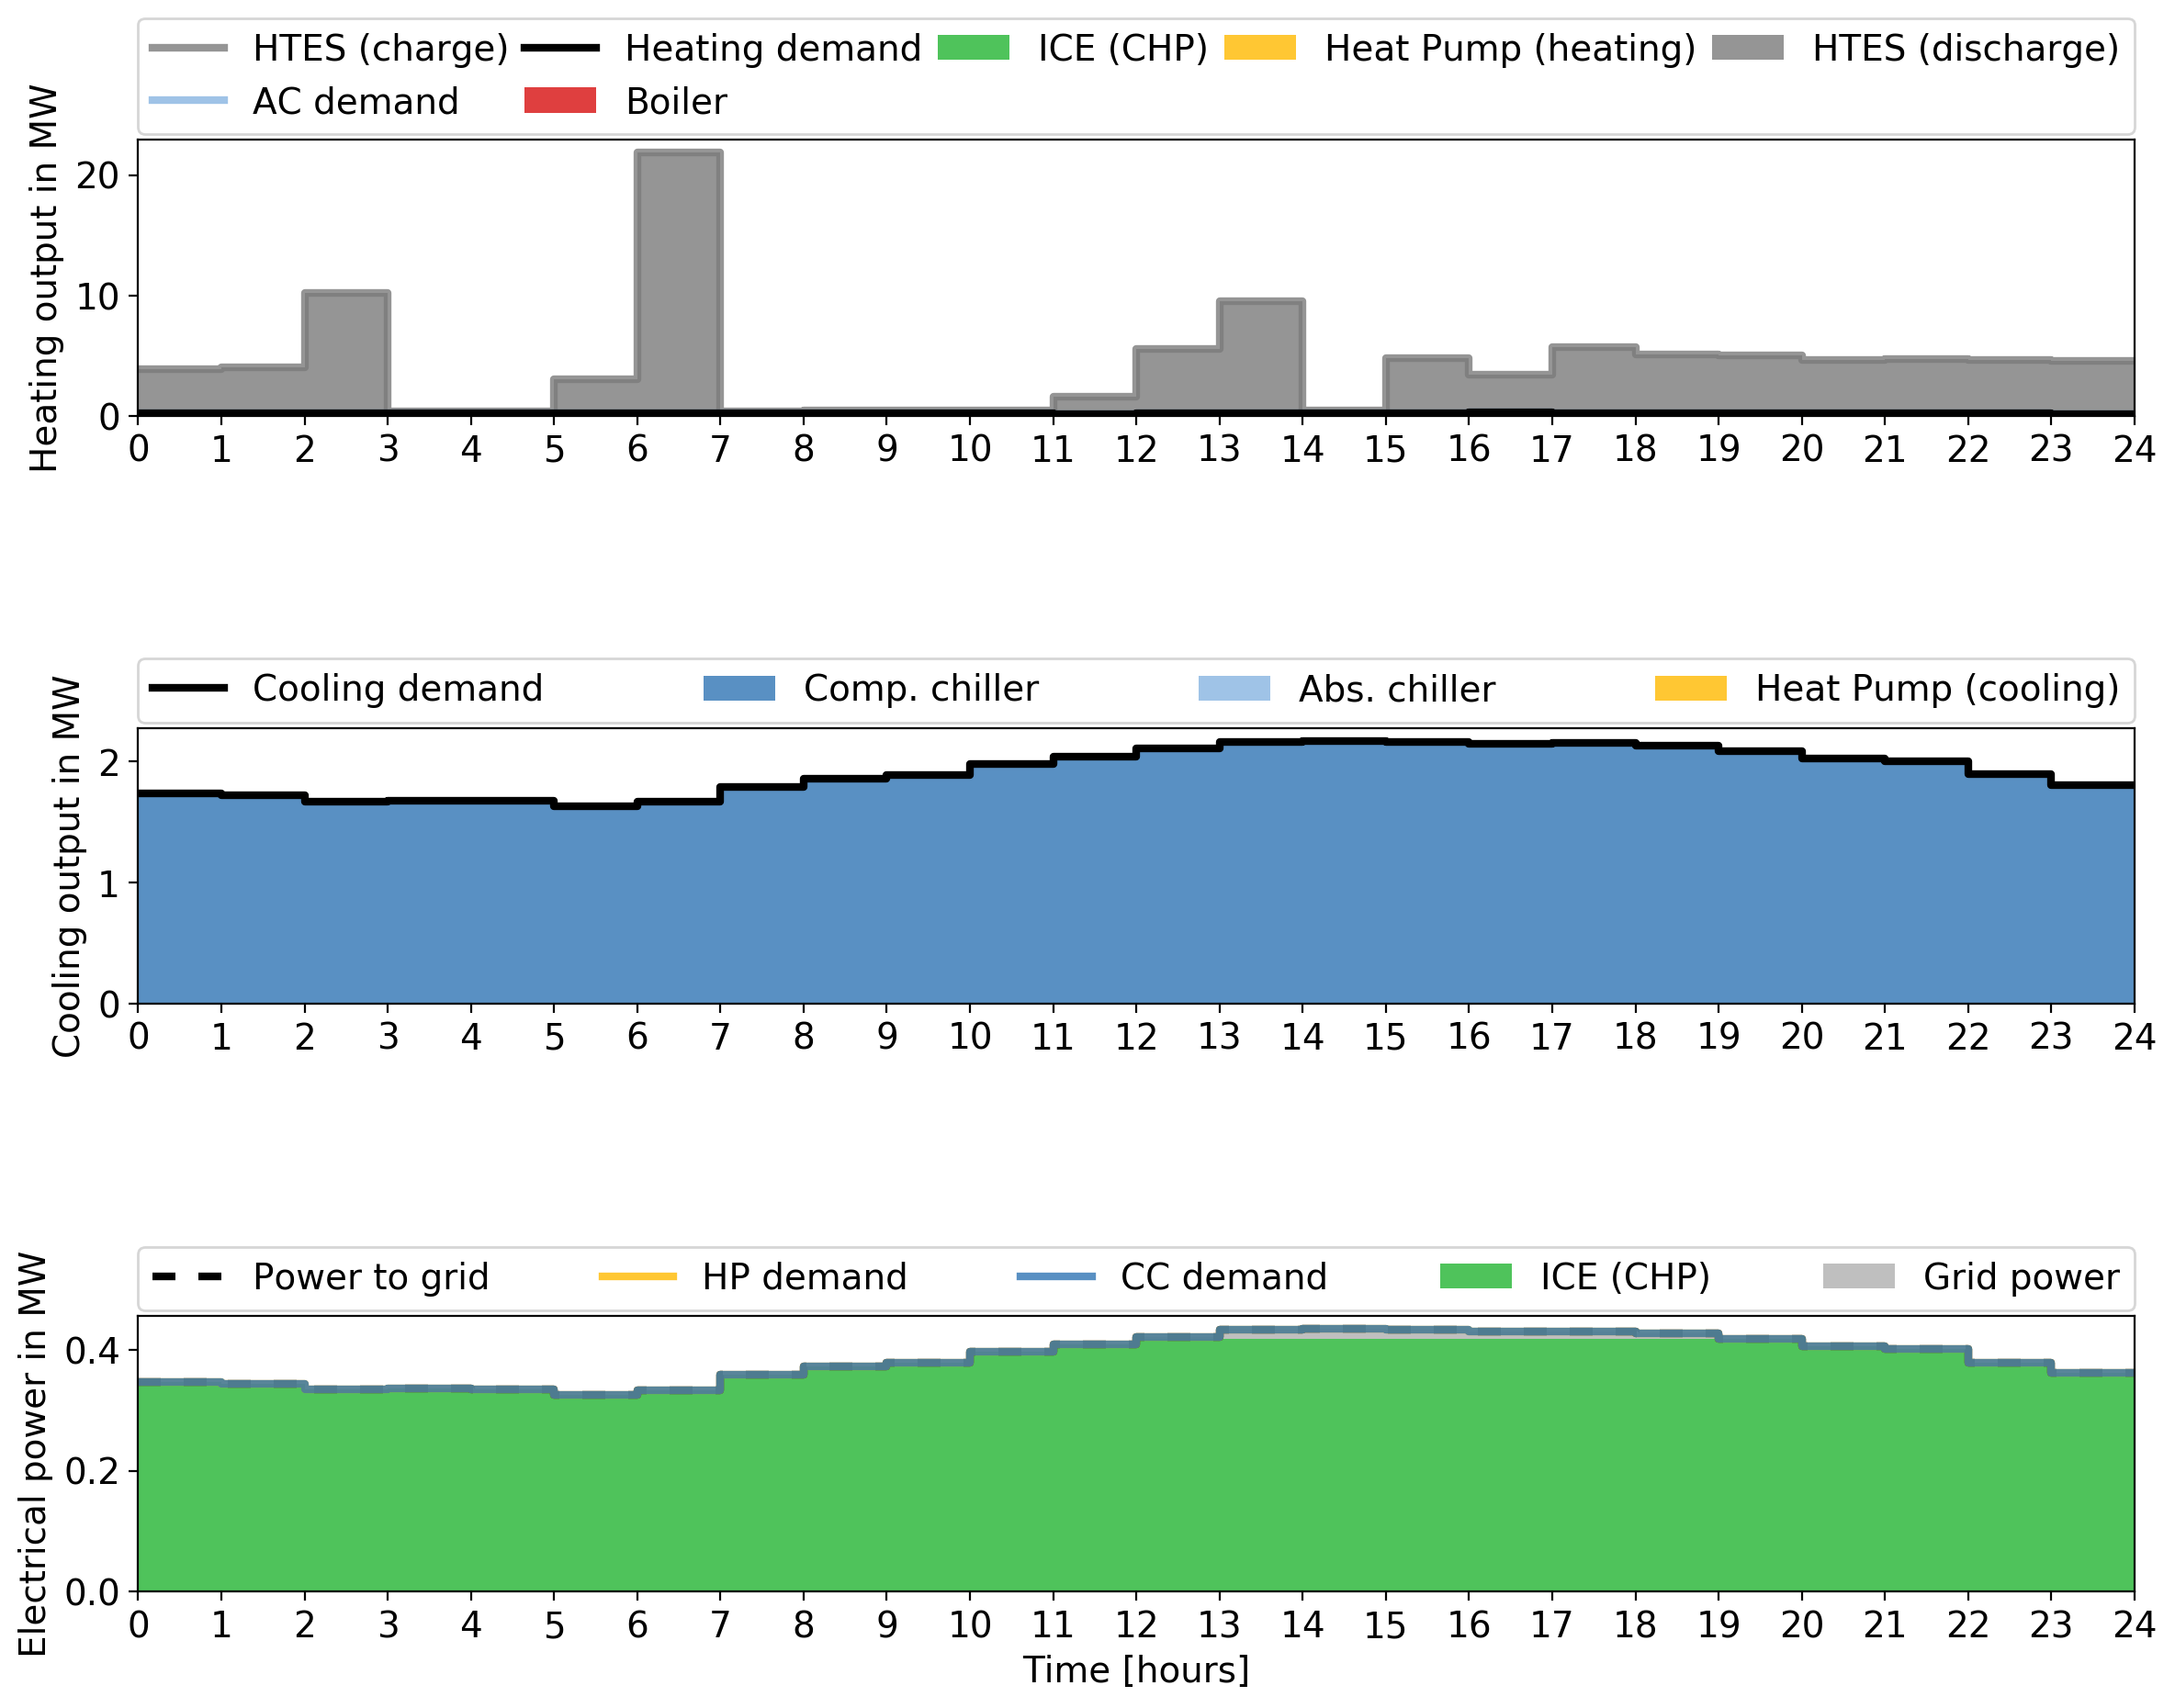 HTES (charge) Heating demand ICE (CHP) Heat Pump (heating) HTES (discharge)
AC demand Boiler
Heating output in MW
20
10
0
0 1 2 3 4 5 6 7 8 9 10 11 12 13 14 15 16 17 18 19 20 21 22 23 24
Cooling demand Comp. chiller Abs. chiller Heat Pump (cooling)
Cooling output in MW
2
1
0
0 1 2 3 4 5 6 7 8 9 10 11 12 13 14 15 16 17 18 19 20 21 22 23 24
Power to grid HP demand CC demand ICE (CHP) Grid power
Electrical power in MW
0.4
0.2
0.0
0 1 2 3 4 5 6 7 8 9 10 11 12 13 14 15 16 17 18 19 20 21 22 23 24
Time [hours]